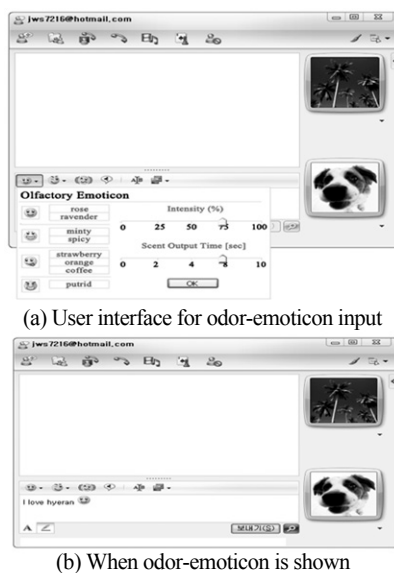 jws7216@hotmail.com
Olfactory Emoticon
rose
ravender
minty
spicy
strawberry
orange
coffee
putrid
Intensity (%)
0 25 50 75 100
Scent Output Time [sec]
0 2 4 8 10
OK
(a) User interface for odor-emoticon input
jws7216@hotmail.com
I love hyeran
A
보내기(S)
(b) When odor-emoticon is shown